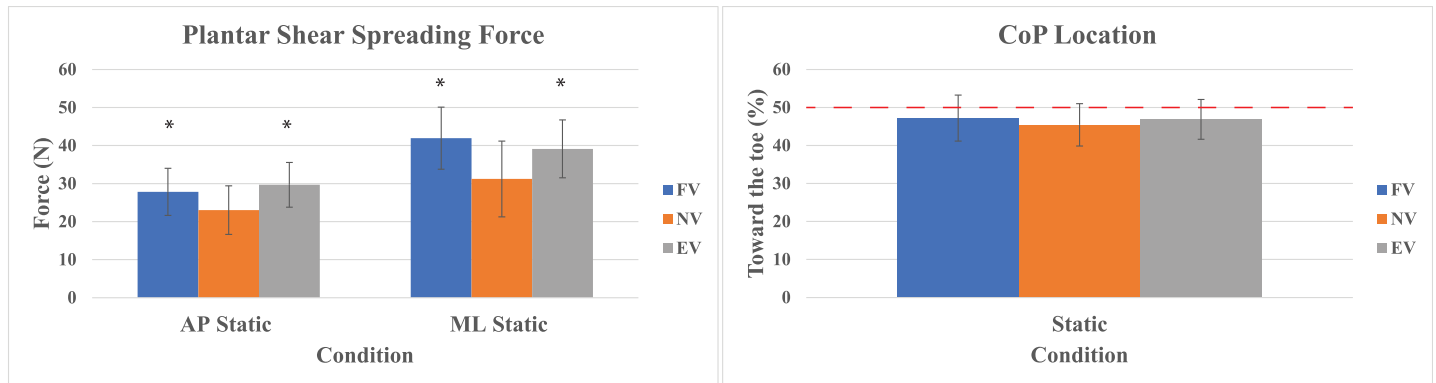 Plantar Shear Spreading Force
Force (N)
60
50
40
30
20
10
0
* * * *
AP Static ML Static
Condition
FV
NV
EV
CoP Location
Toward the toe (%)
60
50
40
30
20
10
0
Static
Condition
FV
NV
EV